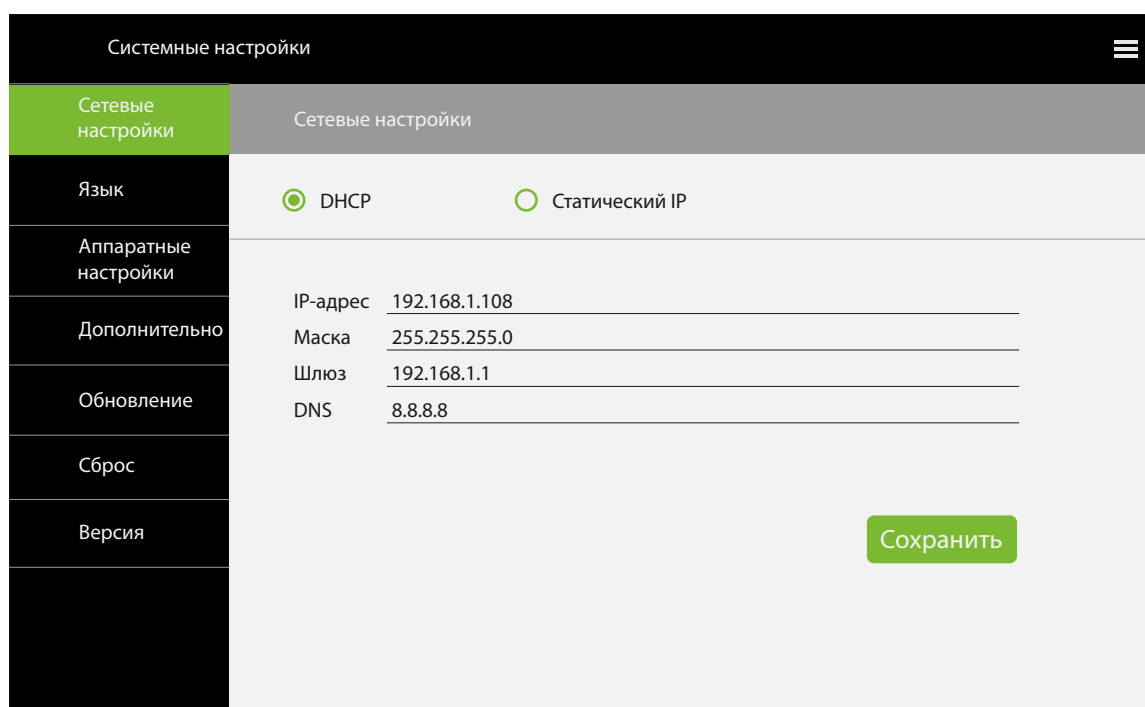 Системные настройки
Сетевые
настройки
Язык
Аппаратные
настройки
Дополнительно
Обновление
Сброс
Версия
Сетевые настройки
DHCP
Статический IP
IP-адрес 192.168.1.108
Маска 255.255.255.0
Шлюз 192.168.1.1
DNS 8.8.8.8
Сохранить